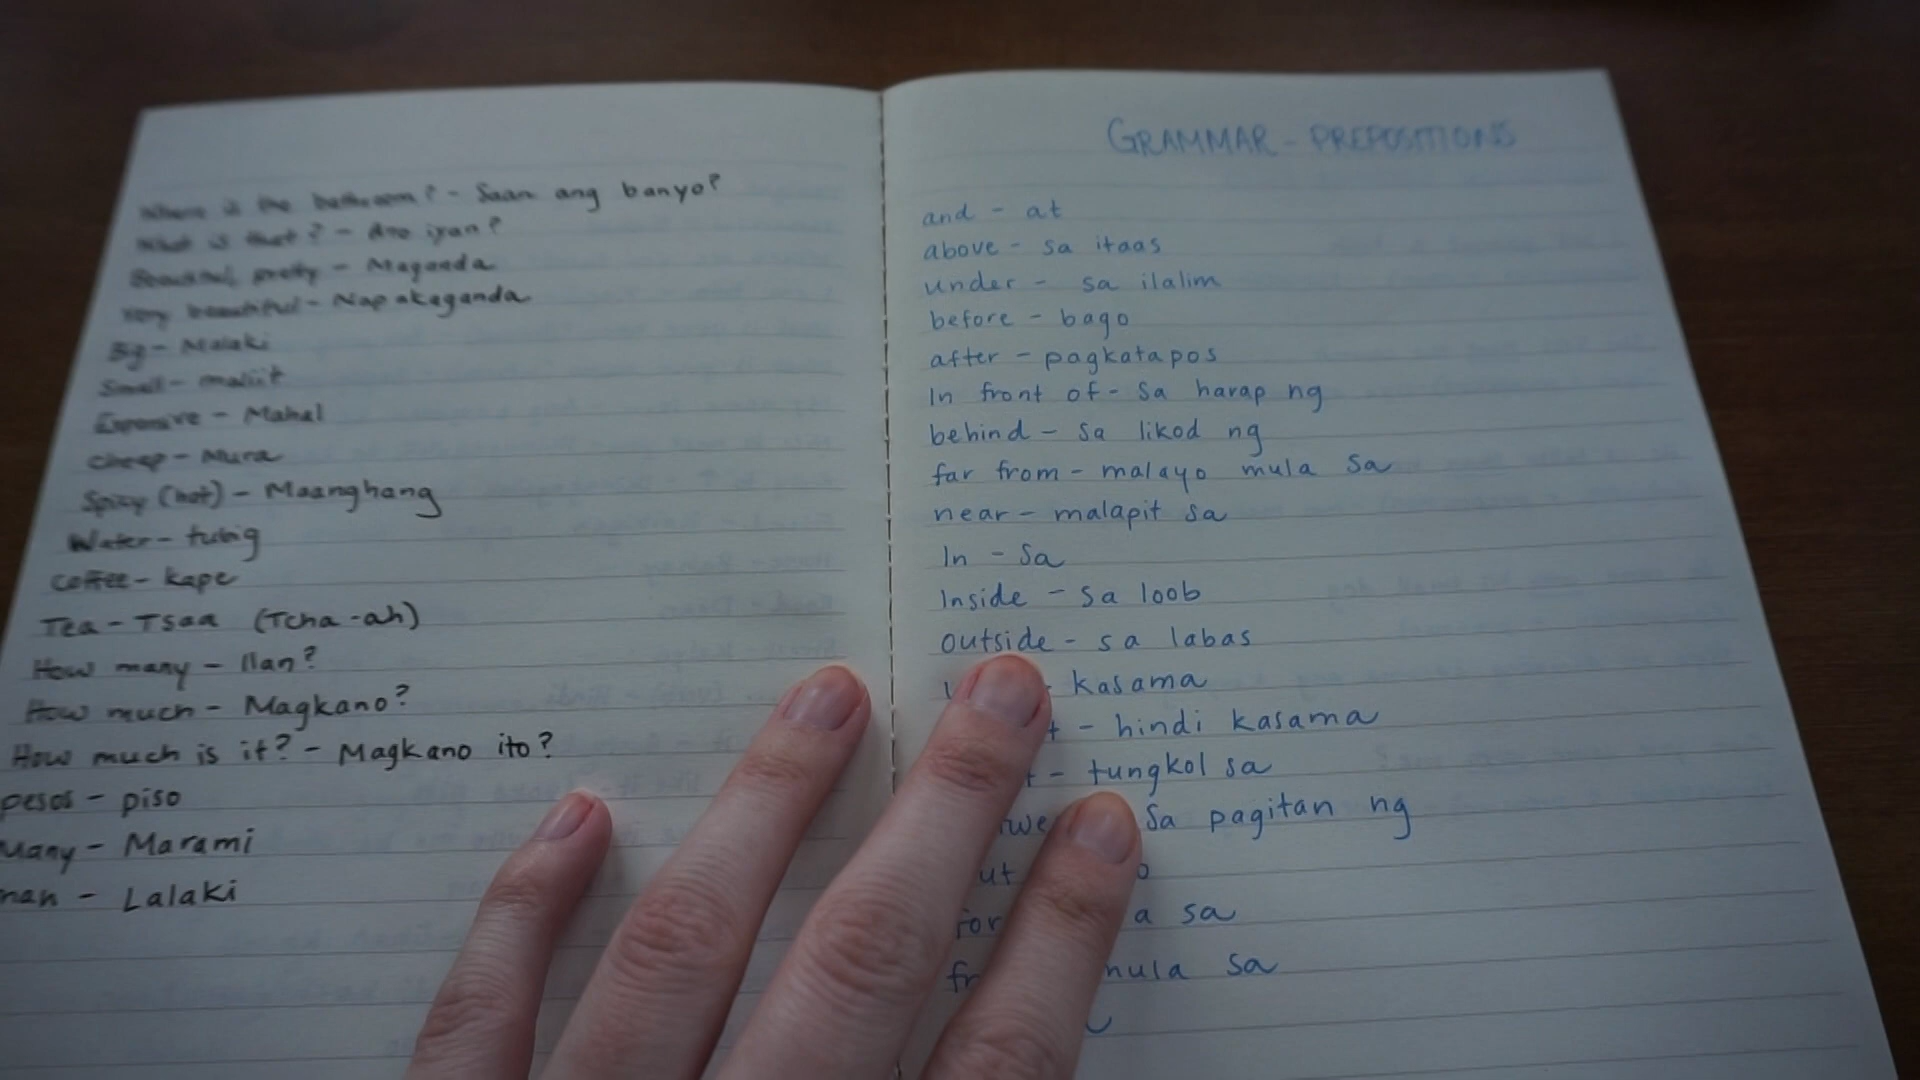 Where is the bathroom? - Saan ang banyo?
What is that? - Ano iyan?
Beautiful, pretty - Maganda
very beautiful - Napakaganda
Big - Malaki
Small - maliit
Expensive - Mahal
cheap - Mura
Spicy (hot) - Maanghang
Water - tubig
Coffee - kape
Tea - Tsaa (Tcha-ah)
How many - Ilan?
How much - Magkano?
How much is it? - Magkano ito?
pesos - piso
Many - Marami
man - Lalaki
GRAMMAR - PREPOSITIONS
and - at
above - sa itaas
under - sa ilalim
before - bago
after - pagkatapos
In front of - Sa harap ng
behind - sa likod ng
far from - malayo mula sa
near - malapit sa
In - Sa
Inside - sa loob
outside - sa labas
- kasama
- hindi kasama
- tungkol sa
Sa pagitan ng
for sa
sa